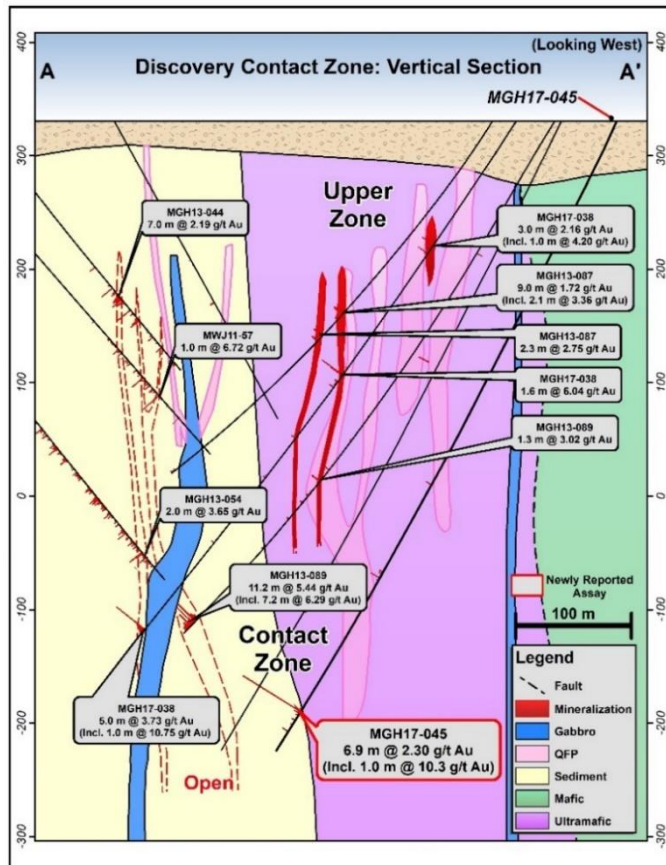 (Looking West)
A
Discovery Contact Zone: Vertical Section
A'
MGH17-045
400
300
200
100
0
-100
-200
-300
400
300
200
100
0
-100
-200
-300
Upper
Zone
MGH13-044
7.0 m @ 2.19 g/t Au
MWJ11-57
1.0 m @ 6.72 g/t Au
MGH13-054
2.0 m @ 3.65 g/t Au
MGH13-089
11.2 m @ 5.44 g/t Au
(Incl. 7.2 m @ 6.29 g/t Au)
MGH17-038
5.0 m @ 3.73 g/t Au
(Incl. 1.0 m @ 10.75 g/t Au)
Open
Contact
Zone
MGH17-038
3.0 m @ 2.16 g/t Au
(Incl. 1.0 m @ 4.20 g/t Au)
MGH13-087
9.0 m @ 1.72 g/t Au
(Incl. 2.1 m @ 3.36 g/t Au)
MGH13-087
2.3 m @ 2.75 g/t Au
MGH17-038
1.6 m @ 6.04 g/t Au
MGH13-089
1.3 m @ 3.02 g/t Au
MGH17-045
6.9 m @ 2.30 g/t Au
(Incl. 1.0 m @ 10.3 g/t Au)
Newly Reported
Assay
100 m
Legend
Fault
Mineralization
Gabbro
QFP
Sediment
Mafic
Ultramafic